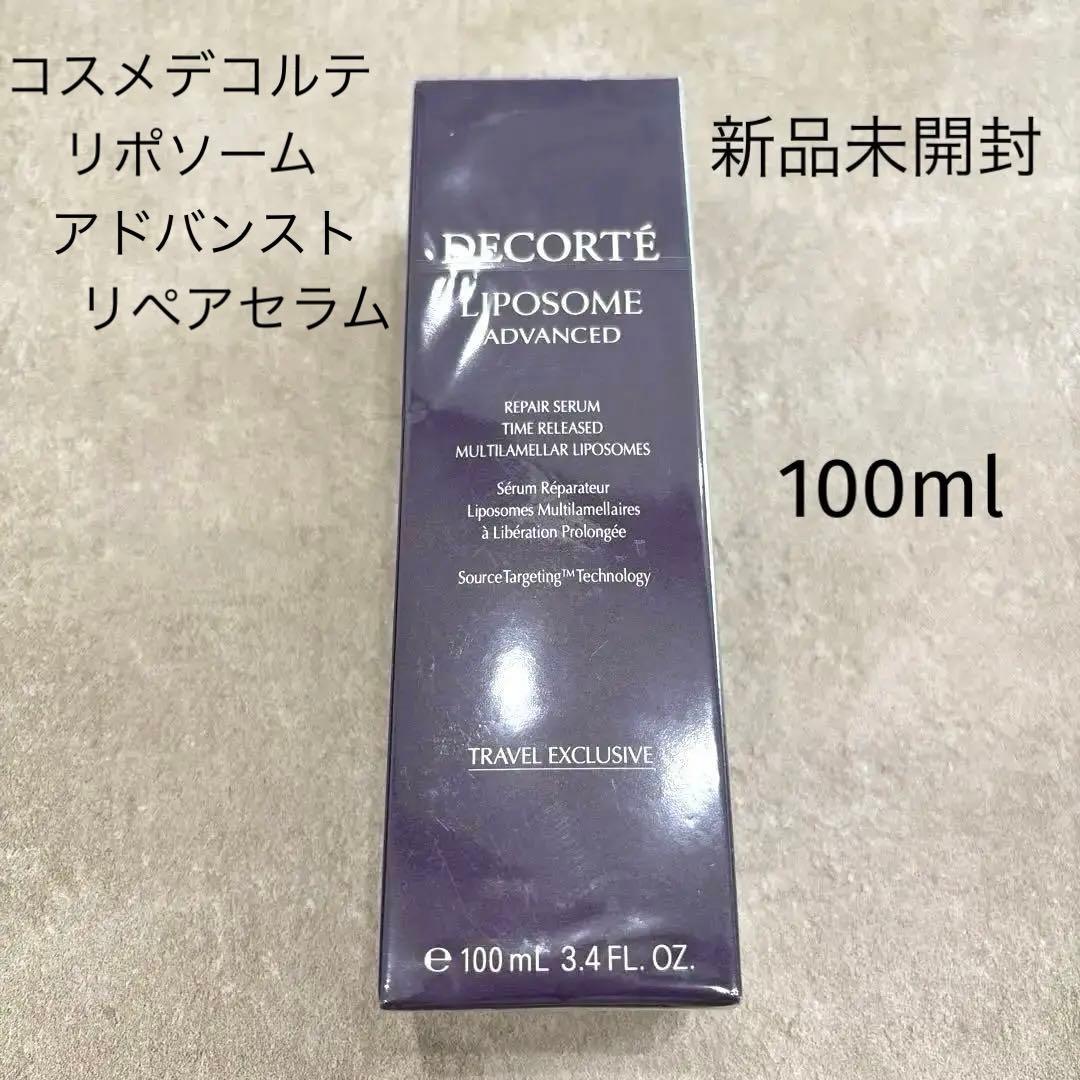 コスメデコルテ
リポソーム
アドバンスト
リペアセラム
新品未開封
100ml
DECORTÉ
LIPOSOME
ADVANCED
REPAIR SERUM
TIME RELEASED
MULTILAMELLAR LIPOSOMES
Sérum Réparateur
Liposomes Multilamellaires
à Libération Prolongée
SourceTargeting™Technology
TRAVEL EXCLUSIVE
℮ 100 mL 3.4 FL. OZ.